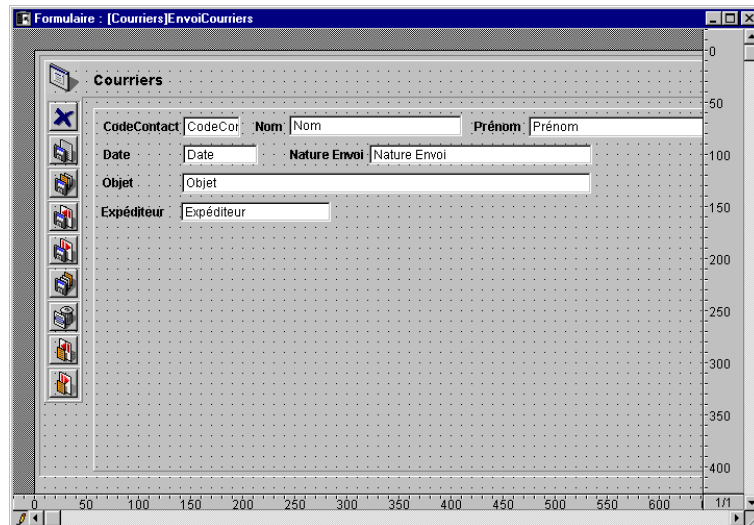 Formulaire : [Courriers]EnvoiCourriers
Courriers
CodeContact CodeCor Nom Nom Prénom Prénom
Date Date Nature Envoi Nature Envoi
Objet Objet
Expéditeur Expéditeur
0
50
100
150
200
250
300
350
400
0 50 100 150 200 250 300 350 400 450 500 550 600 1/1